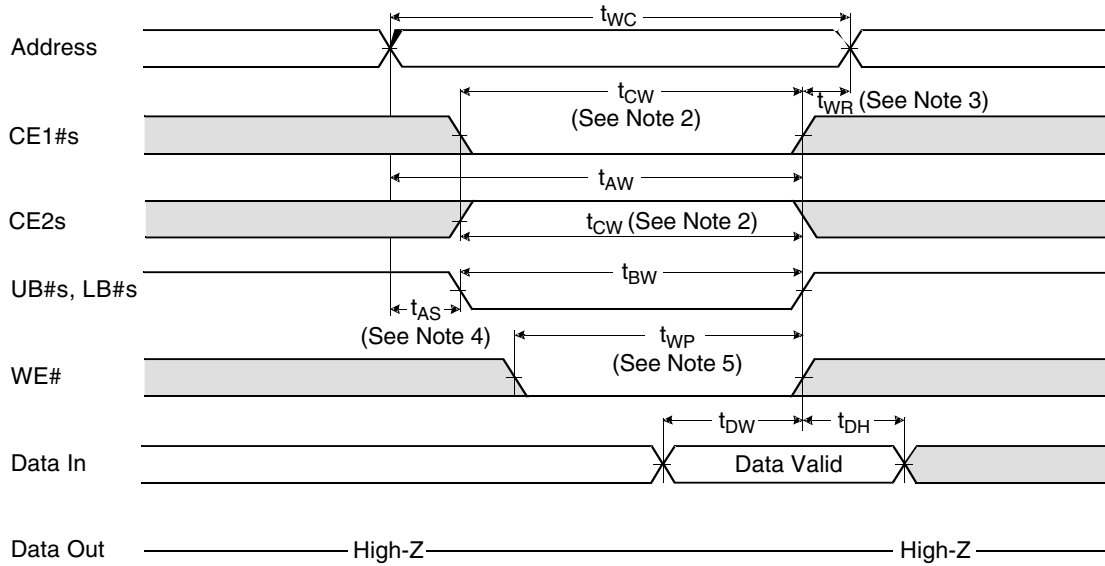 tWC
Address
tCW
(See Note 2)
tWR (See Note 3)
CE1#s
tAW
CE2s
tCW (See Note 2)
UB#s, LB#s
tBW
tAS
(See Note 4)
tWP
(See Note 5)
WE#
tDW
tDH
Data In
Data Valid
Data Out
High-Z
High-Z